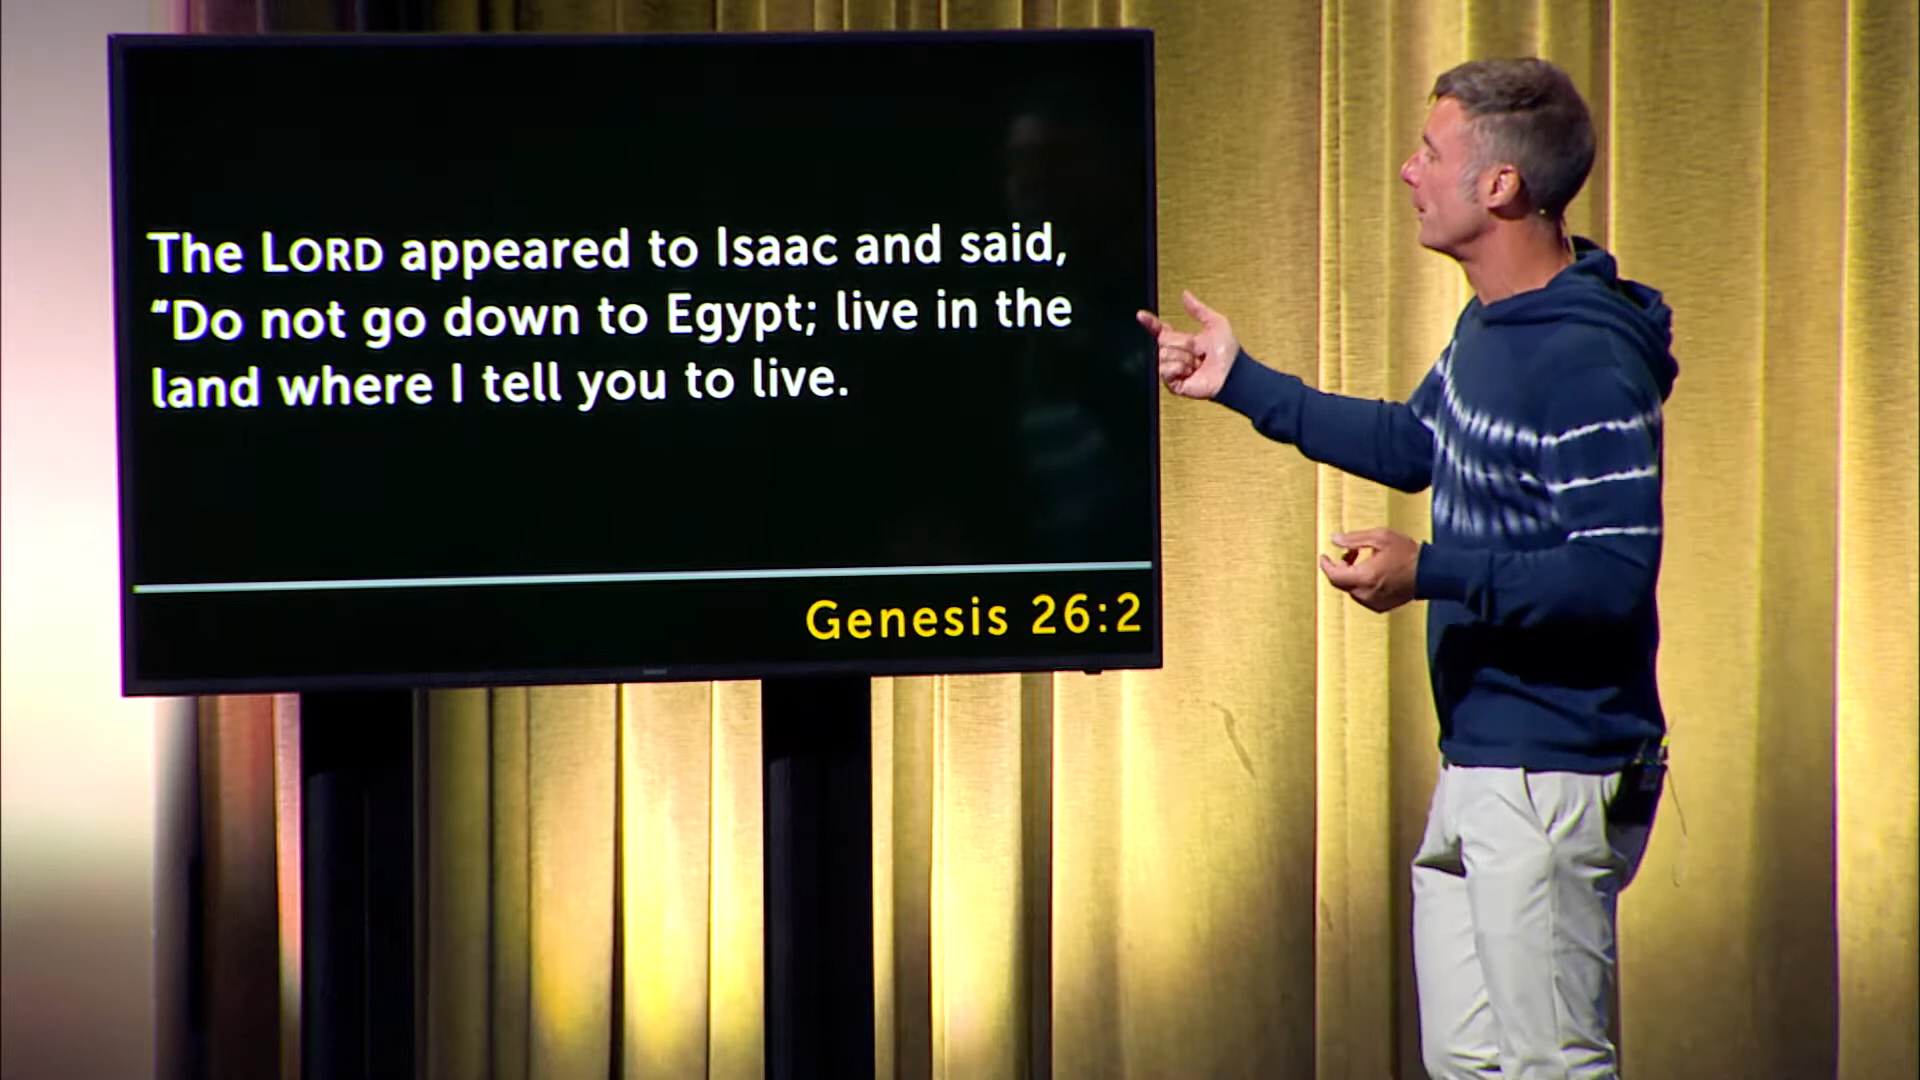 The LORD appeared to Isaac and said,
“Do not go down to Egypt; live in the
land where I tell you to live.
Genesis 26:2